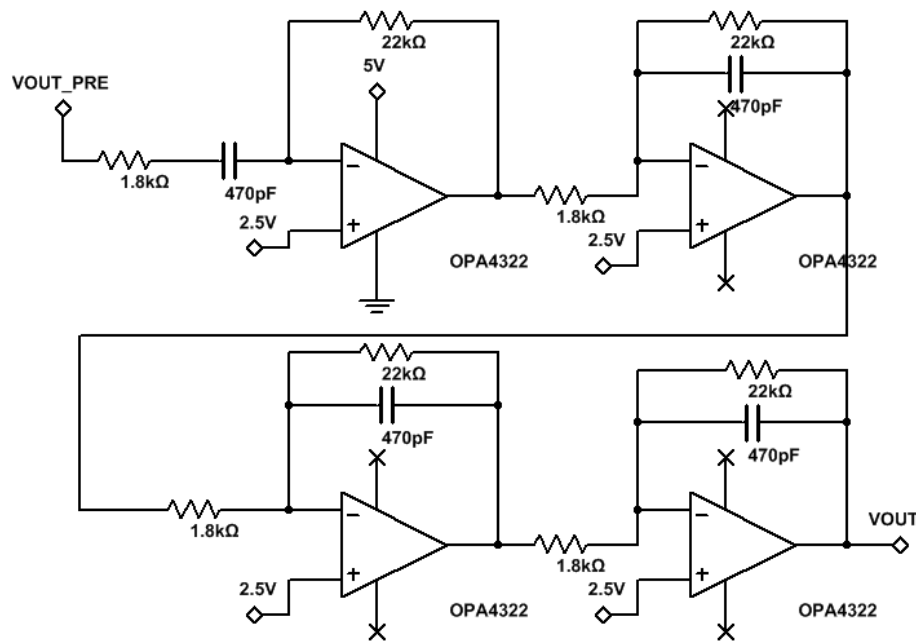 22kΩ
22kΩ
5V
VOUT_PRE
470pF
1.8kΩ
470pF
2.5V
1.8kΩ
2.5V
OPA4322
OPA4322
22kΩ
22kΩ
470pF
470pF
1.8kΩ
VOUT
1.8kΩ
2.5V
2.5V
OPA4322
OPA4322